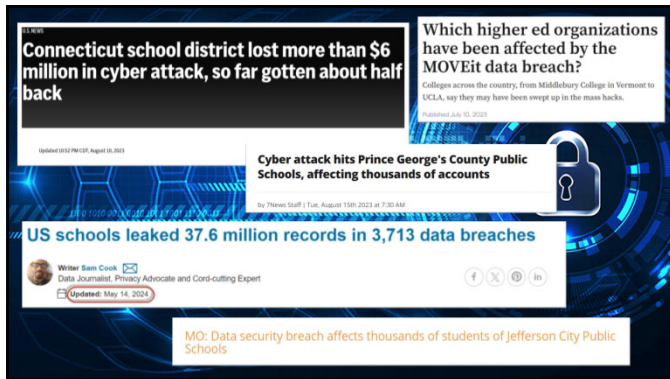 U.S. NEWS
Connecticut school district lost more than $6
million in cyber attack, so far gotten about half
back
Updated 10:52 PM CDT, August 10, 2023
Which higher ed organizations
have been affected by the
MOVEit data breach?
Colleges across the country, from Middlebury College in Vermont to
UCLA, say they may have been swept up in the mass hacks.
Published July 10, 2023
Cyber attack hits Prince George's County Public
Schools, affecting thousands of accounts
by 7News Staff | Tue, August 15th 2023 at 7:30 AM
US schools leaked 37.6 million records in 3,713 data breaches
Writer Sam Cook
Data Journalist, Privacy Advocate and Cord-cutting Expert
Updated: May 14, 2024
MO: Data security breach affects thousands of students of Jefferson City Public
Schools